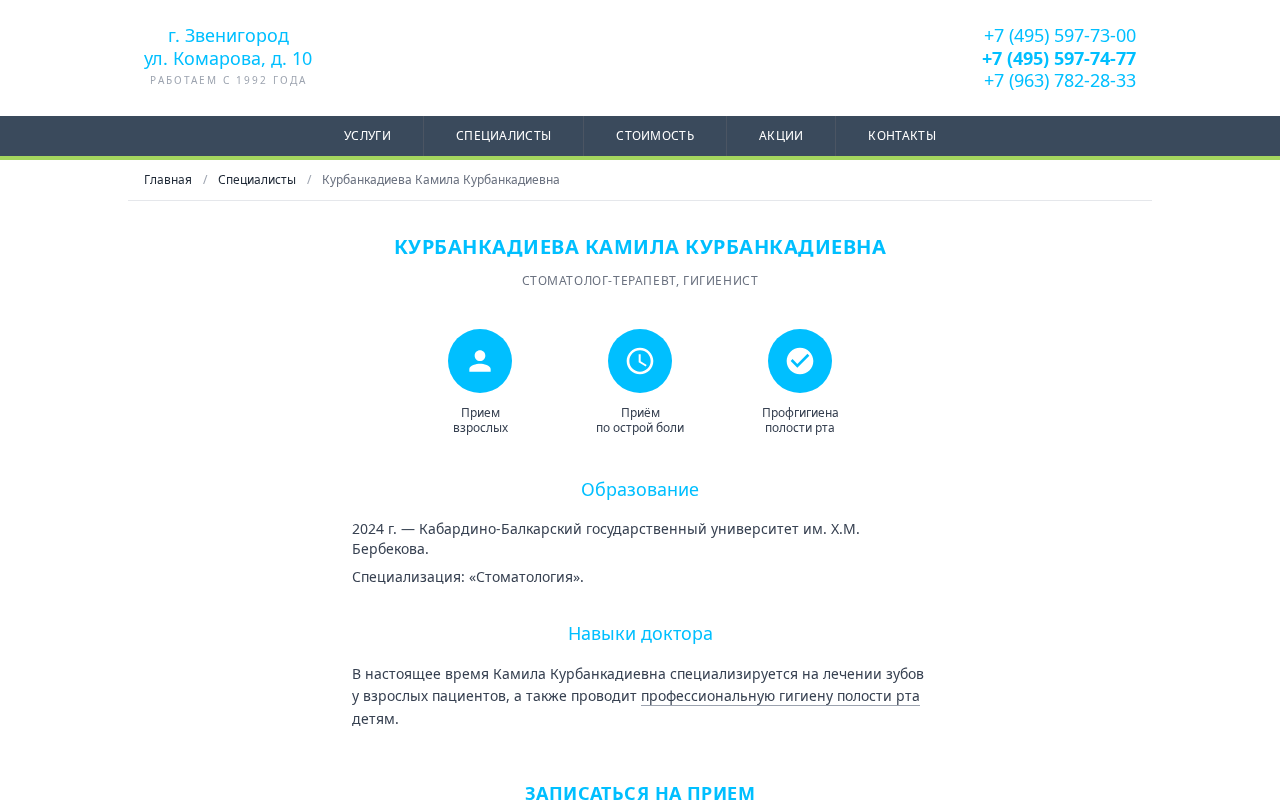 г. Звенигород
ул. Комарова, д. 10
РАБОТАЕМ С 1992 ГОДА
+7 (495) 597-73-00
+7 (495) 597-74-77
+7 (963) 782-28-33
УСЛУГИ СПЕЦИАЛИСТЫ СТОИМОСТЬ АКЦИИ КОНТАКТЫ
Главная / Специалисты / Курбанкадиева Камила Курбанкадиевна
КУРБАНКАДИЕВА КАМИЛА КУРБАНКАДИЕВНА
СТОМАТОЛОГ-ТЕРАПЕВТ, ГИГИЕНИСТ
Прием
взрослых
Приём
по острой боли
Профгигиена
полости рта
Образование
2024 г. — Кабардино-Балкарский государственный университет им. Х.М.
Бербекова.
Специализация: «Стоматология».
Навыки доктора
В настоящее время Камила Курбанкадиевна специализируется на лечении зубов
у взрослых пациентов, а также проводит профессиональную гигиену полости рта
детям.
ЗАПИСАТЬСЯ НА ПРИЕМ